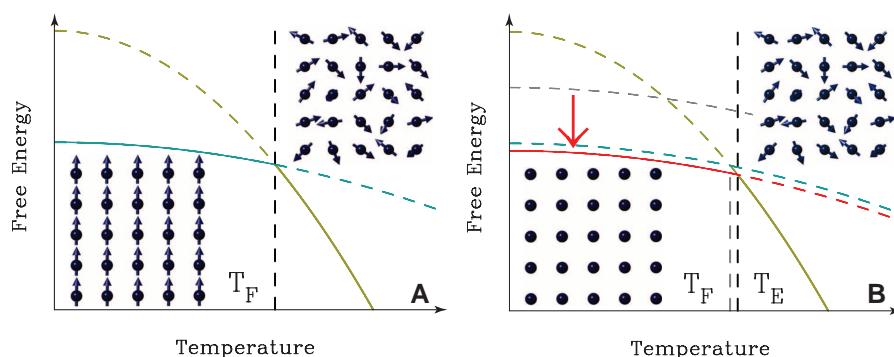 Free Energy
T_F
A
Temperature
Free Energy
T_F
T_E
B
Temperature